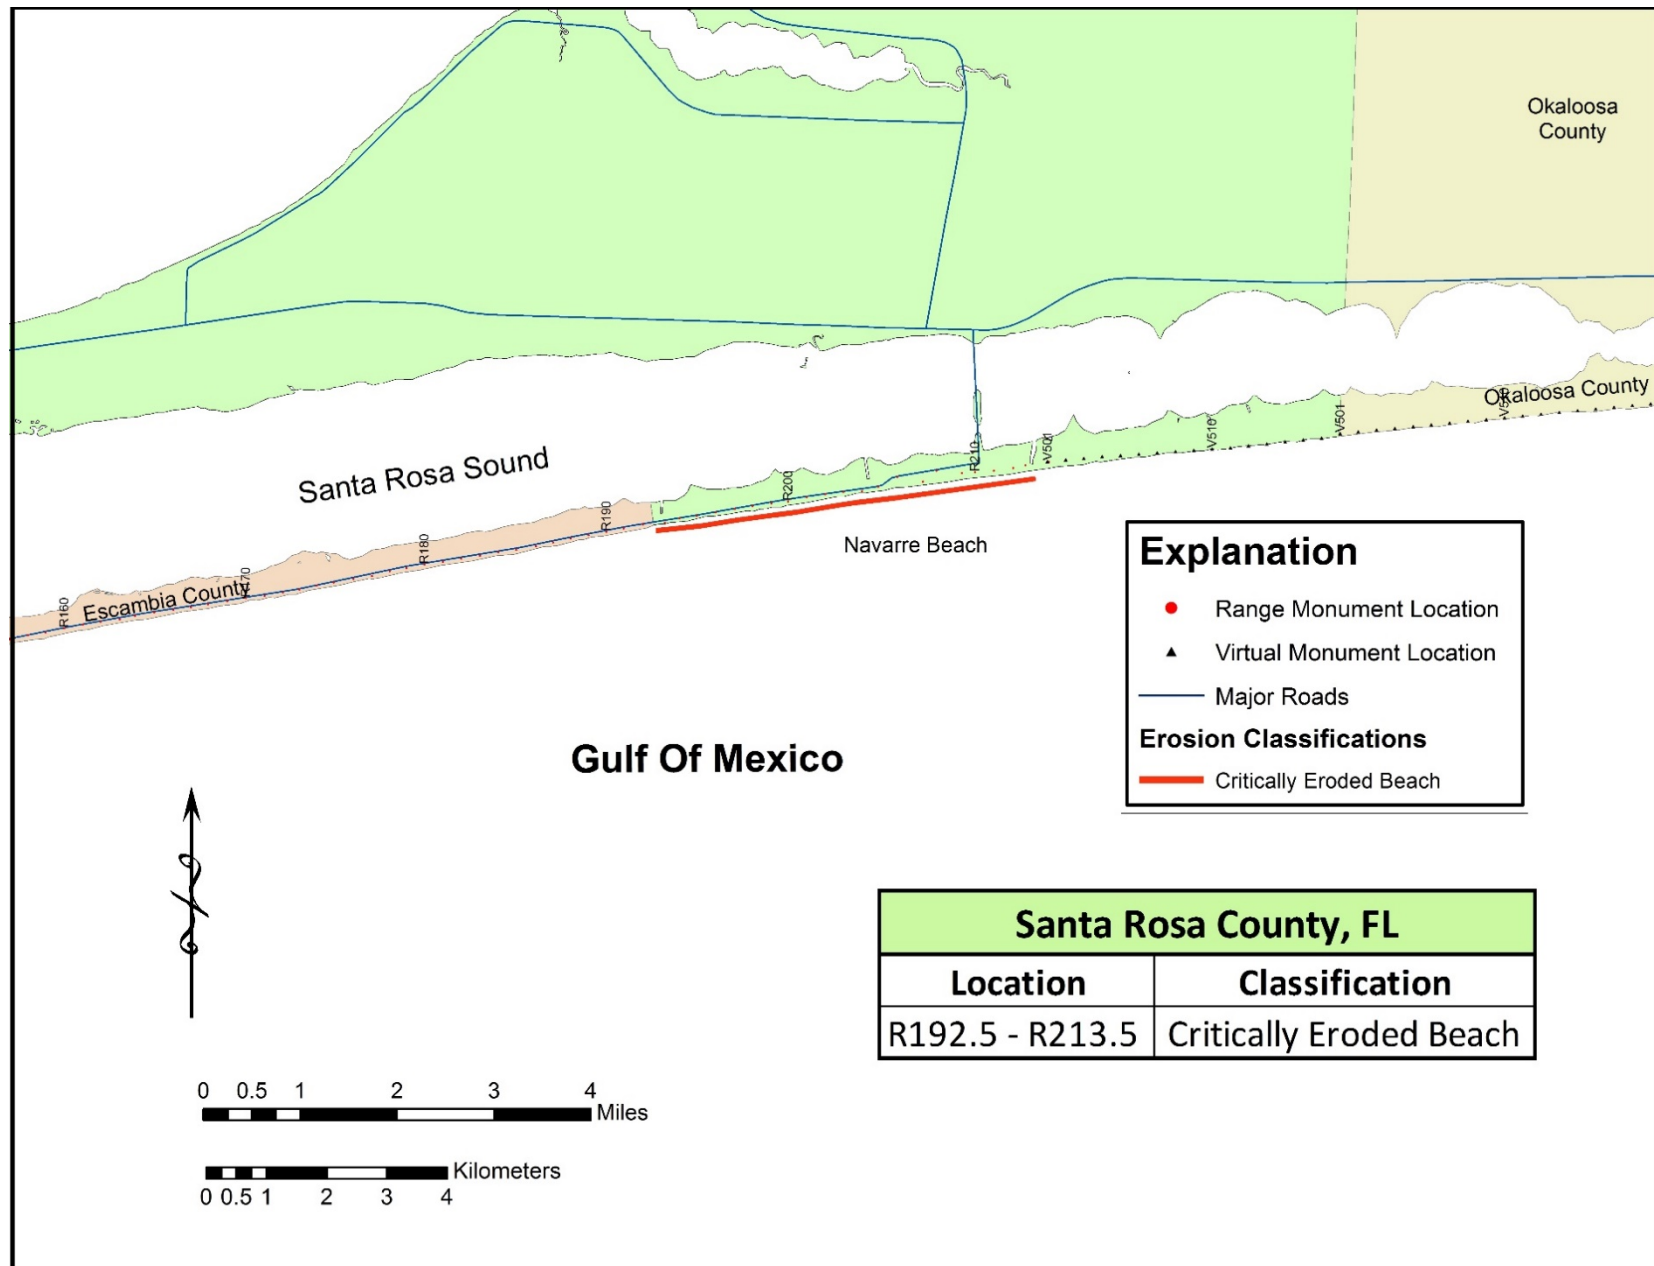 Okaloosa
County
Okaloosa County
V501
V510
V501
R210
R200
R190
R180
R170
R160
Santa Rosa Sound
Escambia County
Navarre Beach
Gulf Of Mexico
Explanation
Range Monument Location
Virtual Monument Location
Major Roads
Erosion Classifications
Critically Eroded Beach
Santa Rosa County, FL
Location Classification
R192.5 - R213.5 Critically Eroded Beach
0 0.5 1 2 3 4
Miles
Kilometers
0 0.5 1 2 3 4